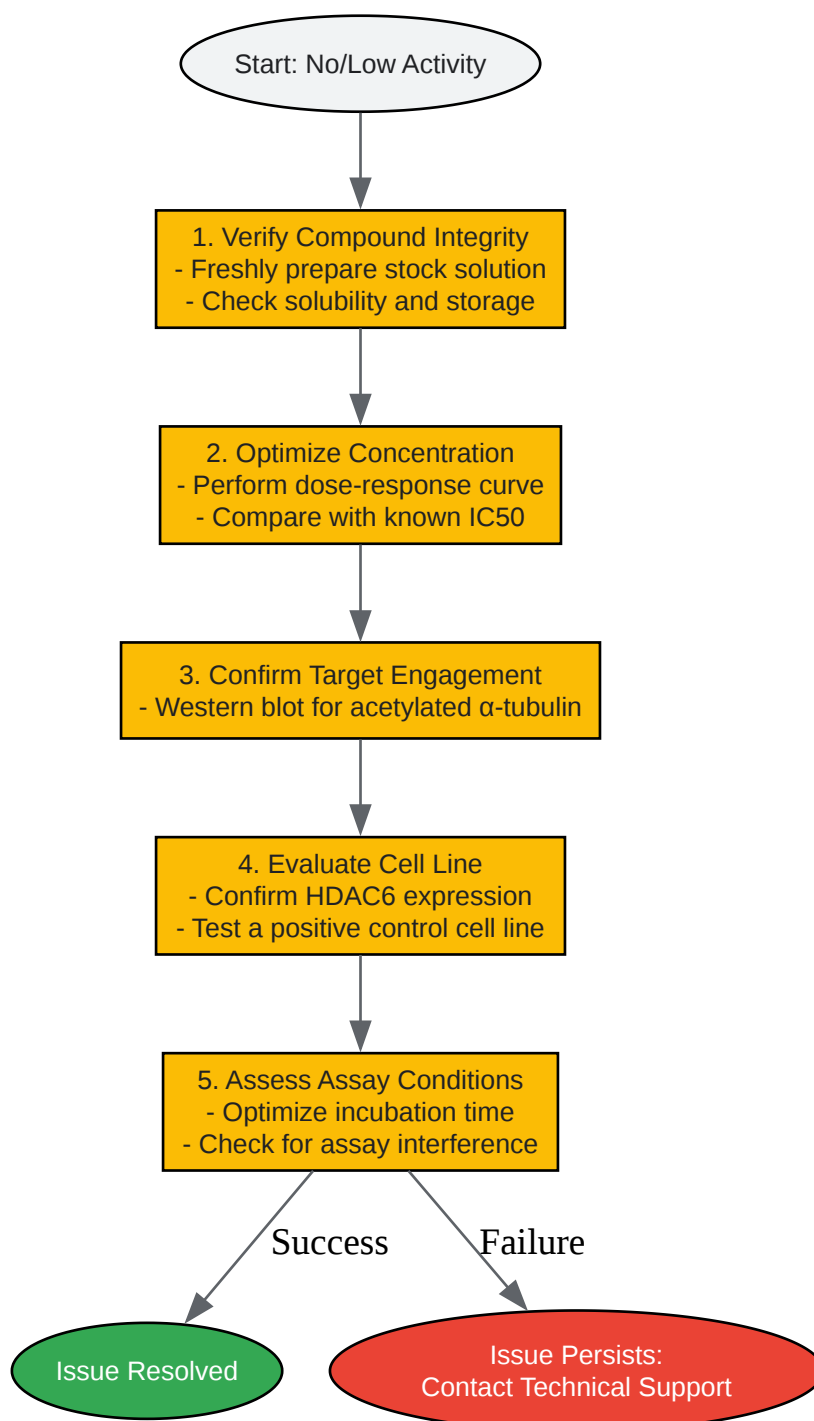 Start: No/Low Activity
1. Verify Compound Integrity
- Freshly prepare stock solution
- Check solubility and storage
2. Optimize Concentration
- Perform dose-response curve
- Compare with known IC50
3. Confirm Target Engagement
- Western blot for acetylated α-tubulin
4. Evaluate Cell Line
- Confirm HDAC6 expression
- Test a positive control cell line
5. Assess Assay Conditions
- Optimize incubation time
- Check for assay interference
Success
Failure
Issue Resolved
Issue Persists:
Contact Technical Support